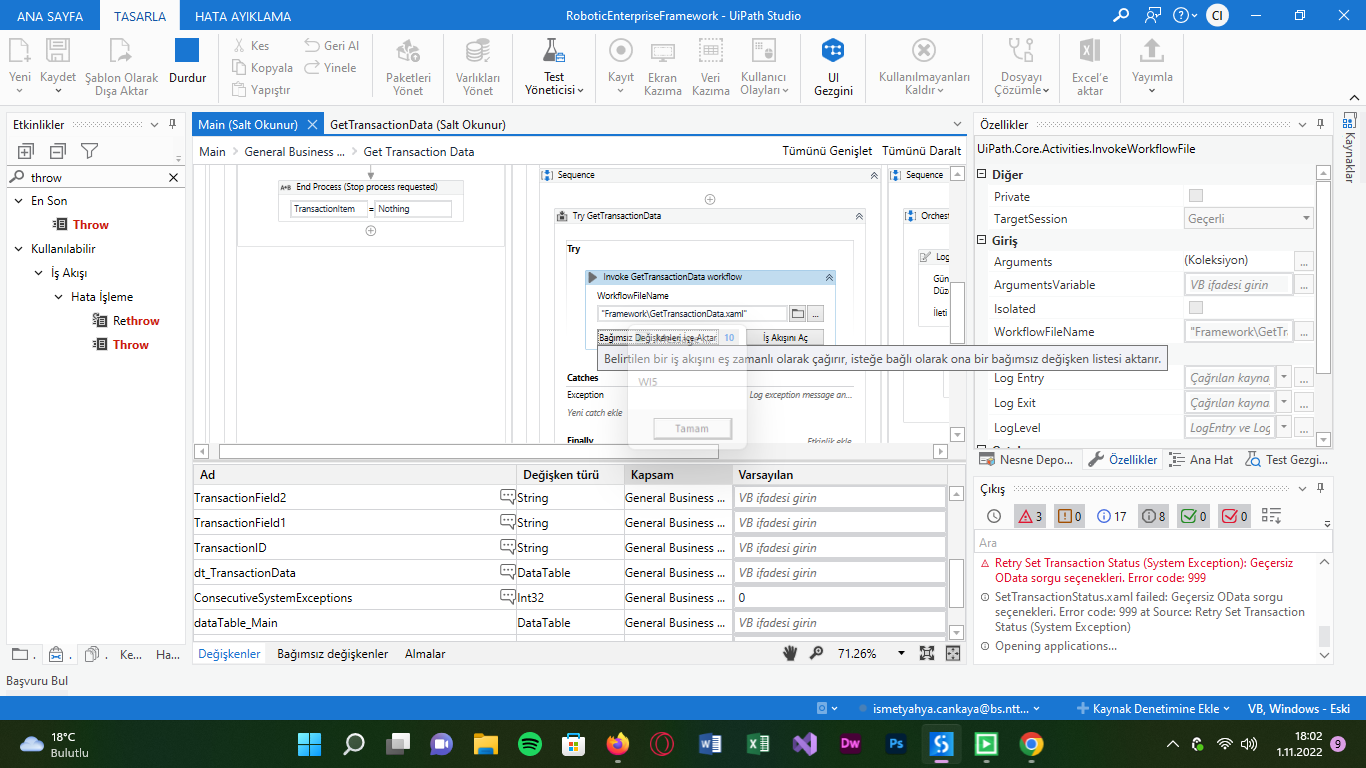 ANA SAYFA
TASARLA
HATA AYIKLAMA
RoboticEnterpriseFramework - UiPath Studio
CI
Yeni
Kaydet
Şablon Olarak
Dışa Aktar
Durdur
Kes
Kopyala
Yapıştır
Geri Al
Yinele
Paketleri
Yönet
Varlıkları
Yönet
Test
Yöneticisi
Kayıt
Ekran
Kazıma
Veri
Kazıma
Kullanıcı
Olayları
UI
Gezgini
Kullanılmayanları
Kaldır
Dosyayı
Çözümle
Excel'e
aktar
Yayımla
Etkinlikler
throw
En Son
Throw
Kullanılabilir
İş Akışı
Hata İşleme
Rethrow
Throw
Ke...
Ha...
Başvuru Bul
Main (Salt Okunur)
GetTransactionData (Salt Okunur)
Main
General Business ...
Get Transaction Data
Tümünü Genişlet
Tümünü Daralt
A+B End Process (Stop process requested)
TransactionItem = Nothing
Sequence
Try GetTransactionData
Try
Invoke GetTransactionData workflow
WorkflowFileName
"Framework\GetTransactionData.xaml"
...
Bağımsız Değişkenleri İçe Aktar
10
İş Akışını Aç
Belirtilen bir iş akışını eş zamanlı olarak çağırır, isteğe bağlı olarak ona bir bağımsız değişken listesi aktarır.
WI5
Tamam
Catches
Exception
Log exception message an...
Yeni catch ekle
Finally
Etkinlik ekle
Sequence
Orchest
Log
Gün
Düze
İleti
Ad
Değişken türü
Kapsam
Varsayılan
TransactionField2 String General Business ... VB ifadesi girin
TransactionField1 String General Business ... VB ifadesi girin
TransactionID String General Business ... VB ifadesi girin
dt_TransactionData DataTable General Business ... VB ifadesi girin
ConsecutiveSystemExceptions Int32 General Business ... 0
dataTable_Main DataTable General Business ... VB ifadesi girin
Değişkenler
Bağımsız değişkenler
Almalar
71.26%
Özellikler
UiPath.Core.Activities.InvokeWorkflowFile
Diğer
Private
TargetSession Geçerli
Giriş
Arguments (Koleksiyon) ...
ArgumentsVariable VB ifadesi girin ...
Isolated
WorkflowFileName "Framework\GetTr ...
Log Entry Çağrılan kayna ...
Log Exit Çağrılan kayna ...
LogLevel LogEntry ve Log ...
Nesne Depo...
Özellikler
Ana Hat
Test Gezgi...
Kaynaklar
Çıkış
3
0
17
8
0
0
Ara
Retry Set Transaction Status (System Exception): Geçersiz
OData sorgu seçenekleri. Error code: 999
SetTransactionStatus.xaml failed: Geçersiz OData sorgu
seçenekleri. Error code: 999 at Source: Retry Set Transaction
Status (System Exception)
Opening applications...
ismetyahya.cankaya@bs.ntt...
Kaynak Denetimine Ekle
VB, Windows - Eski
18°C
Bulutlu
Dw
Ps
18:02
1.11.2022
9